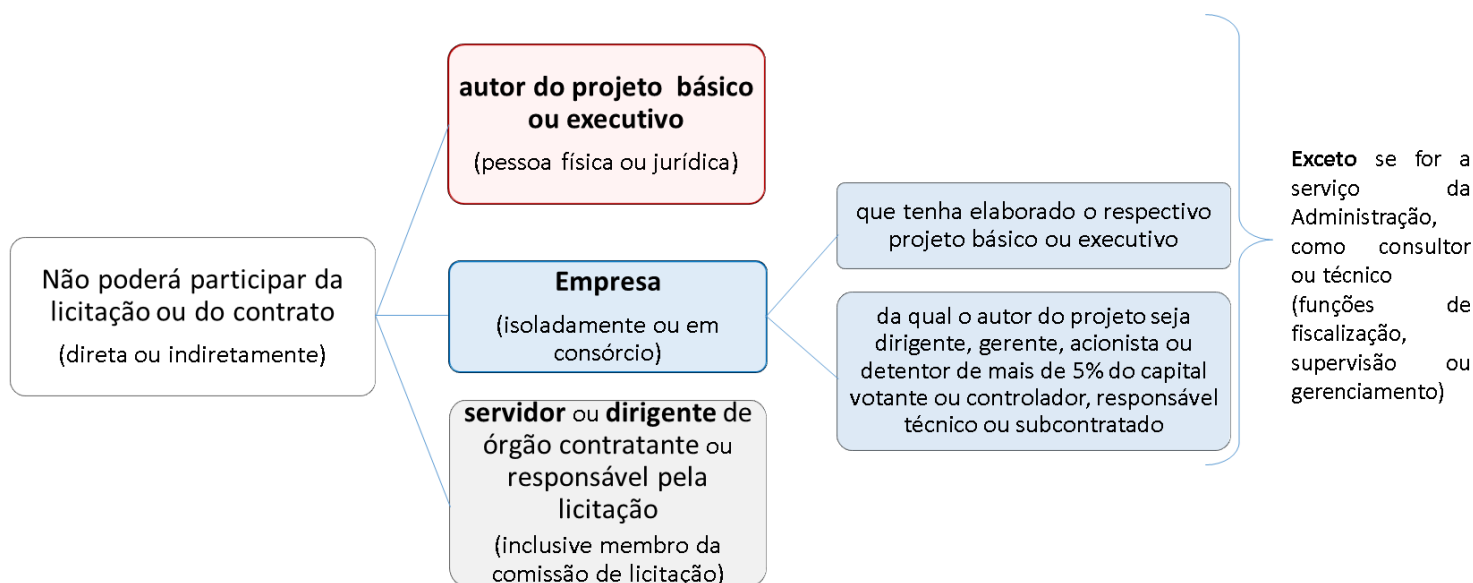 Não poderá participar da
licitação ou do contrato
(direta ou indiretamente)
autor do projeto básico
ou executivo
(pessoa física ou jurídica)
Empresa
(isoladamente ou em
consórcio)
servidor ou dirigente de
órgão contratante ou
responsável pela
licitação
(inclusive membro da
comissão de licitação)
que tenha elaborado o respectivo
projeto básico ou executivo
da qual o autor do projeto seja
dirigente, gerente, acionista ou
detentor de mais de 5% do capital
votante ou controlador, responsável
técnico ou subcontratado
Exceto se for a
serviço da
Administração,
como consultor
ou técnico
(funções de
fiscalização,
supervisão ou
gerenciamento)